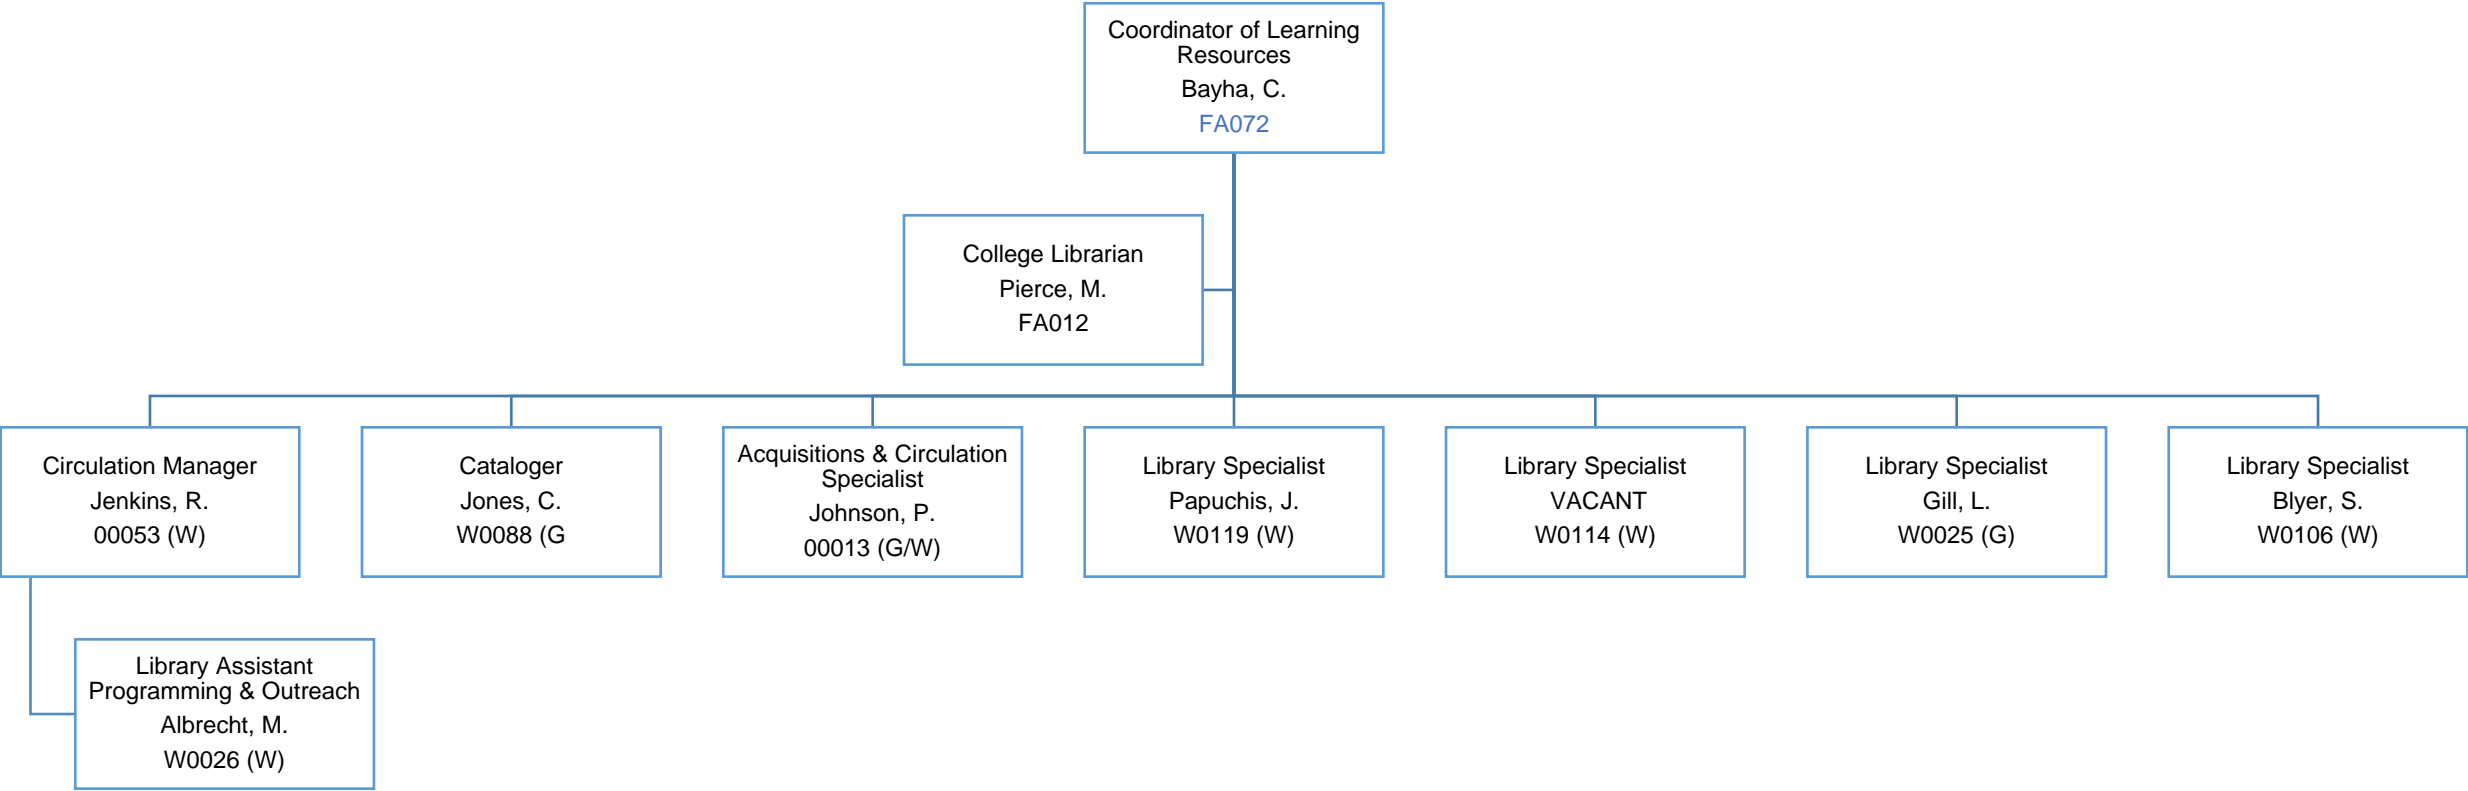 Coordinator of Learning
Resources
Bayha, C.
FA072
College Librarian
Pierce, M.
FA012
Circulation Manager
Jenkins, R.
00053 (W)
Cataloger
Jones, C.
W0088 (G
Acquisitions & Circulation
Specialist
Johnson, P.
00013 (G/W)
Library Specialist
Papuchis, J.
W0119 (W)
Library Specialist
VACANT
W0114 (W)
Library Specialist
Gill, L.
W0025 (G)
Library Specialist
Blyer, S.
W0106 (W)
Library Assistant
Programming & Outreach
Albrecht, M.
W0026 (W)